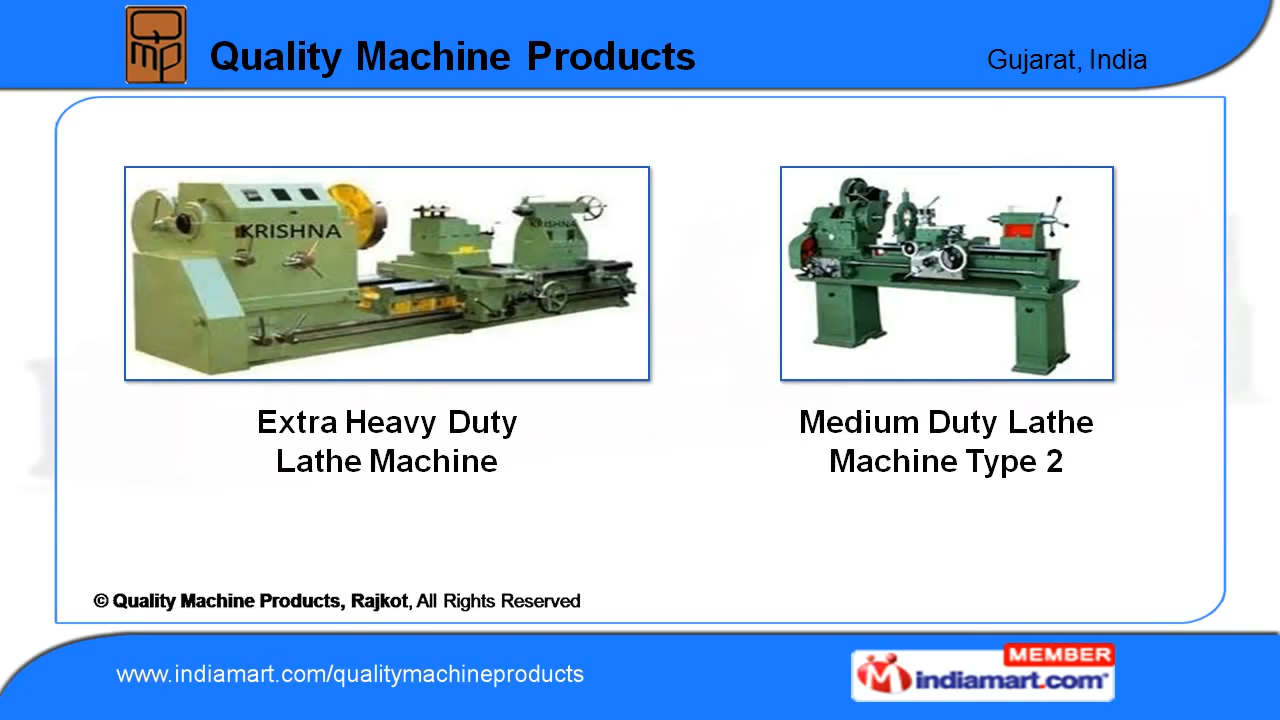 Qmp
Quality Machine Products
Gujarat, India
KRISHNA
KRISHNA
Extra Heavy Duty
Lathe Machine
Medium Duty Lathe
Machine Type 2
© Quality Machine Products, Rajkot, All Rights Reserved
www.indiamart.com/qualitymachineproducts
MEMBER
indiamart.com